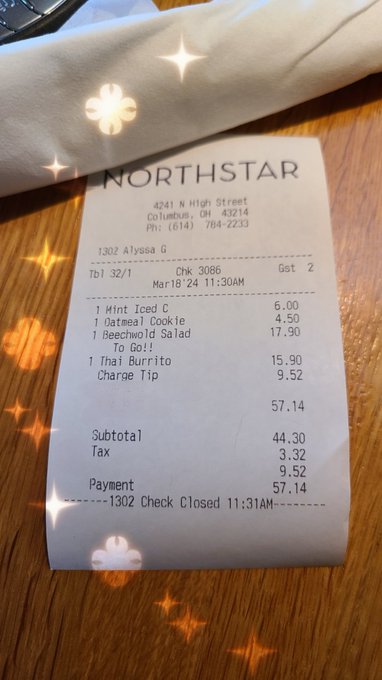 NORTHSTAR
4241 N High Street
Columbus, OH 43214
Ph: (614) 784-2233
1302 Alyssa G
Tbl 32/1 Chk 3086 Gst 2
Mar18'24 11:30AM
1 Mint Iced C 6.00
1 Oatmeal Cookie 4.50
1 Beechwold Salad 17.90
To Go!!
1 Thai Burrito 15.90
Charge Tip 9.52
57.14
Subtotal 44.30
Tax 3.32
9.52
Payment 57.14
-------1302 Check Closed 11:31AM--------